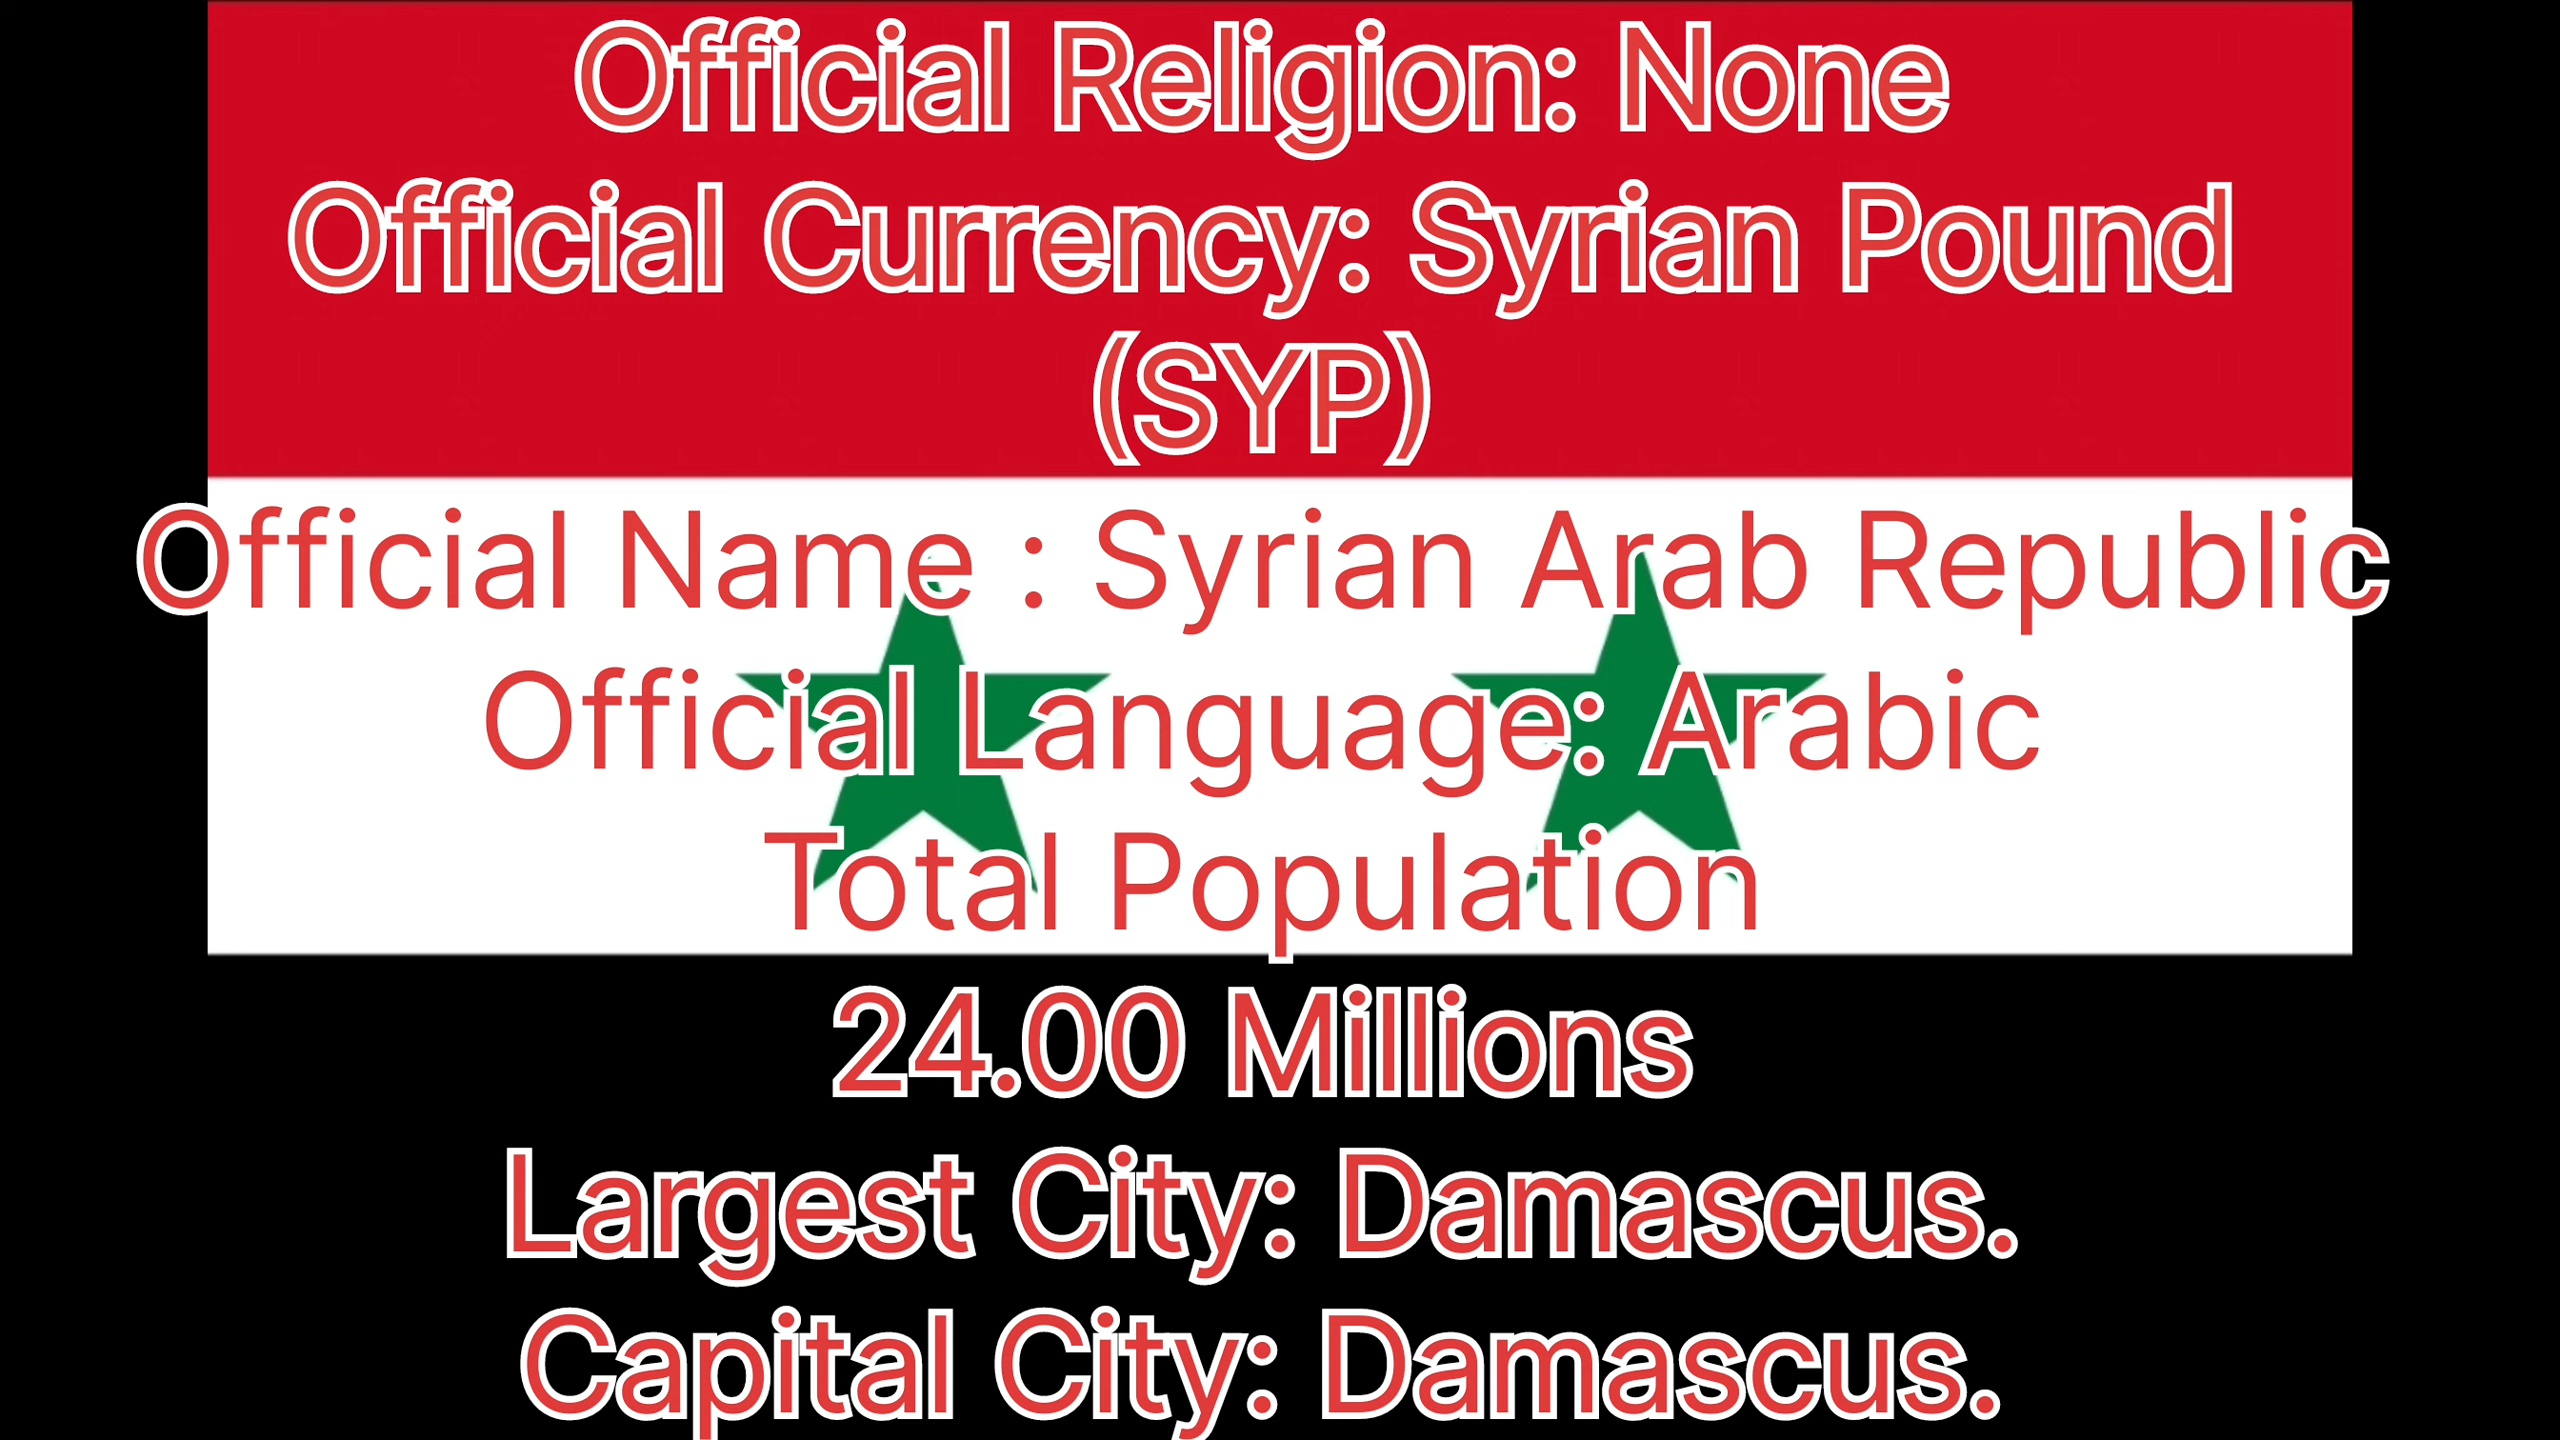 Official Religion: None
Official Currency: Syrian Pound
(SYP)
Official Name : Syrian Arab Republic
Official Language: Arabic
Total Population
24.00 Millions
Largest City: Damascus.
Capital City: Damascus.